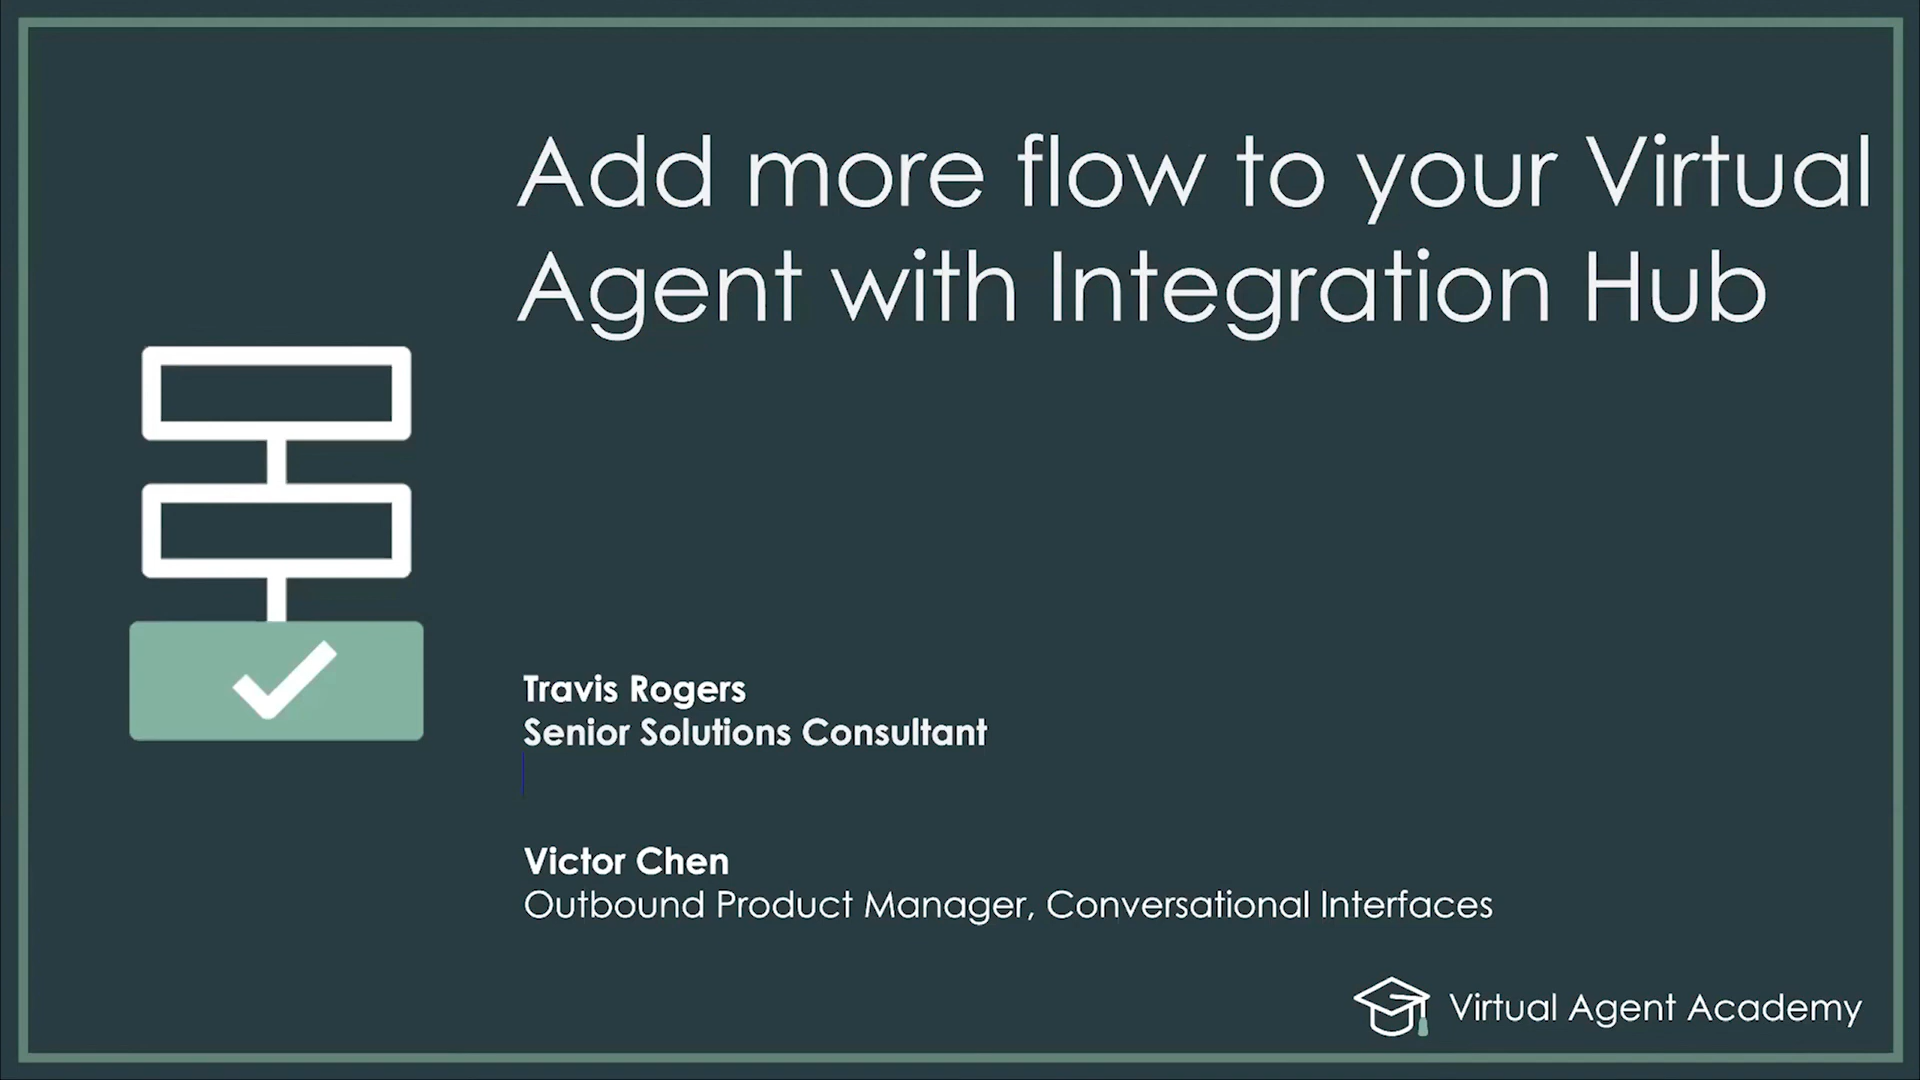 Add more flow to your Virtual
Agent with Integration Hub
Travis Rogers
Senior Solutions Consultant
Victor Chen
Outbound Product Manager, Conversational Interfaces
Virtual Agent Academy